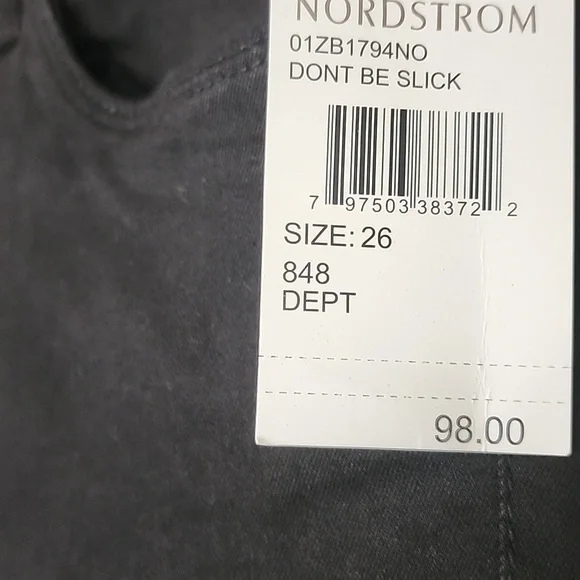 NORDSTROM
01ZB1794NO
DONT BE SLICK
7 97503 38372 2
SIZE: 26
848
DEPT
98.00